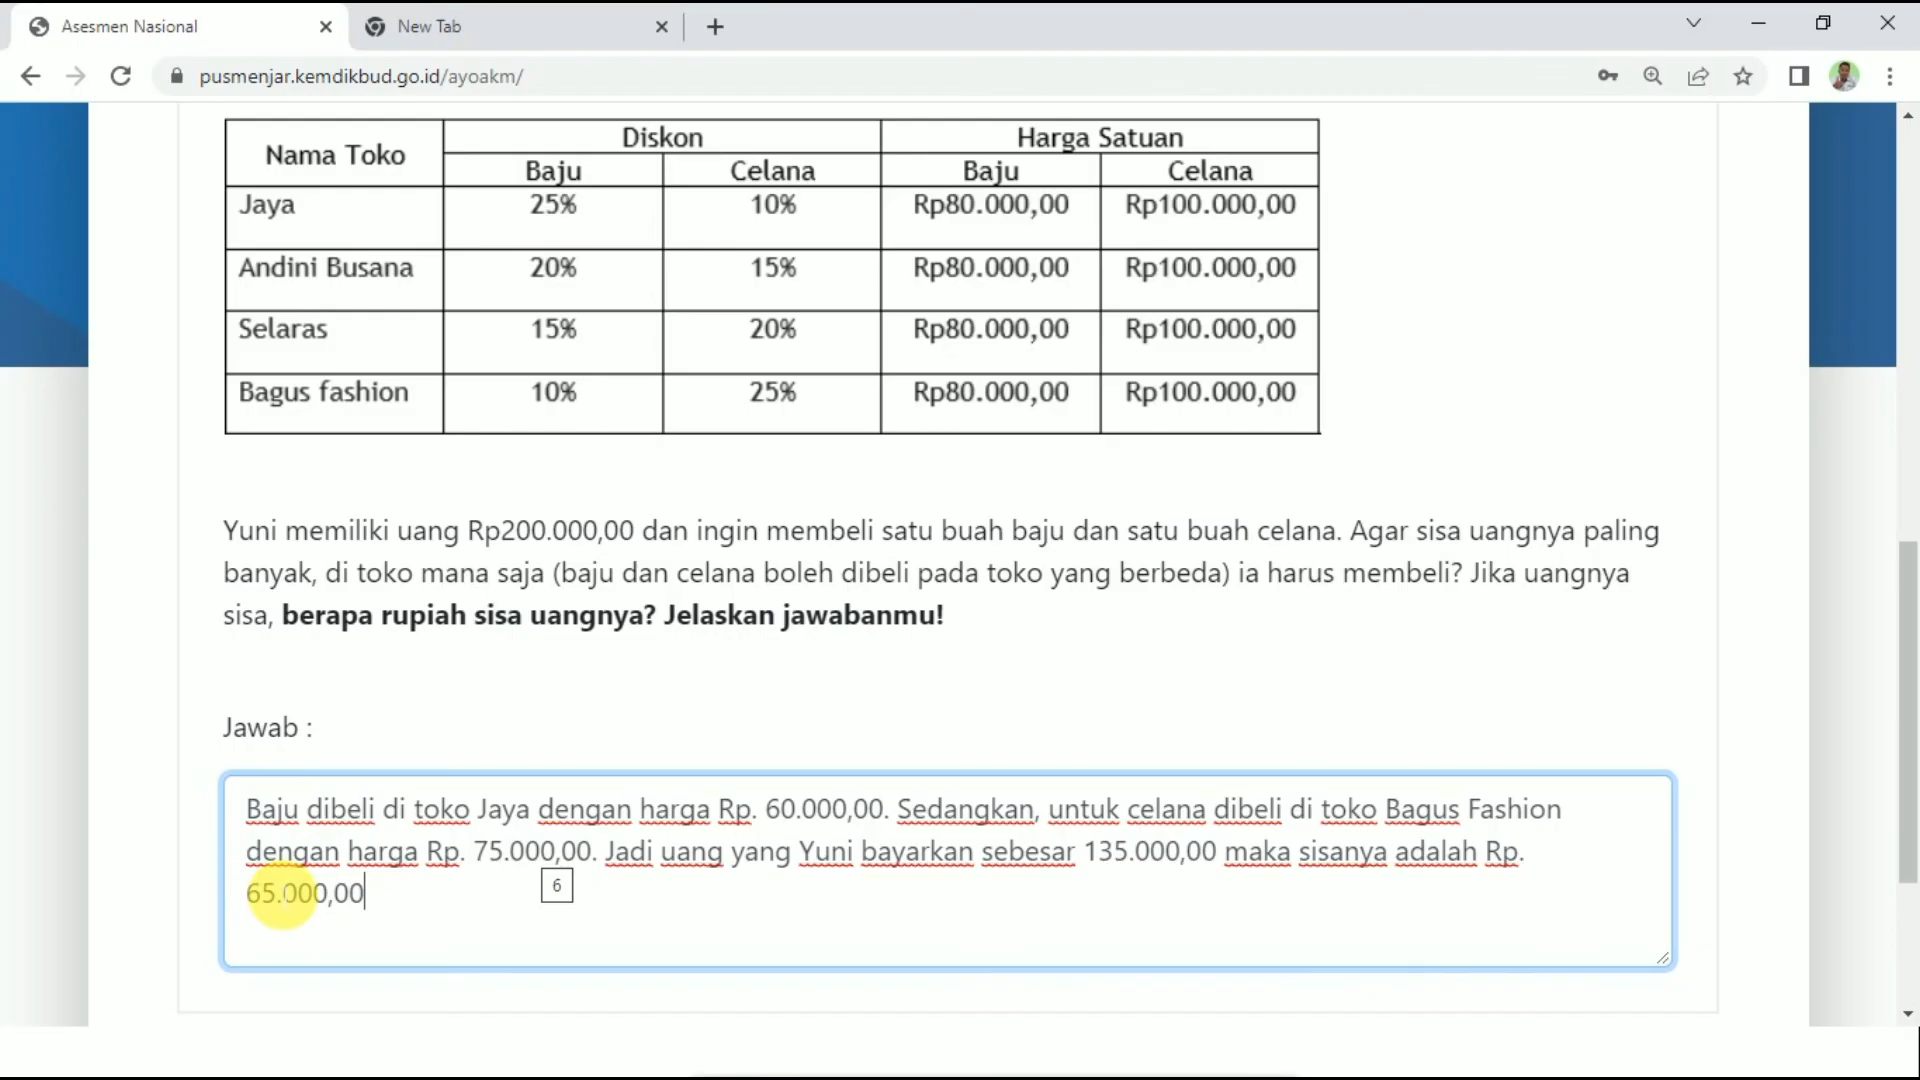 Asesmen Nasional
New Tab
pusmenjar.kemdikbud.go.id/ayoakm/
Nama Toko Diskon Harga Satuan
Baju Celana Baju Celana
Jaya 25% 10% Rp80.000,00 Rp100.000,00
Andini Busana 20% 15% Rp80.000,00 Rp100.000,00
Selaras 15% 20% Rp80.000,00 Rp100.000,00
Bagus fashion 10% 25% Rp80.000,00 Rp100.000,00
Yuni memiliki uang Rp200.000,00 dan ingin membeli satu buah baju dan satu buah celana. Agar sisa uangnya paling
banyak, di toko mana saja (baju dan celana boleh dibeli pada toko yang berbeda) ia harus membeli? Jika uangnya
sisa, berapa rupiah sisa uangnya? Jelaskan jawabanmu!
Jawab :
Baju dibeli di toko Jaya dengan harga Rp. 60.000,00. Sedangkan, untuk celana dibeli di toko Bagus Fashion
dengan harga Rp. 75.000,00. Jadi uang yang Yuni bayarkan sebesar 135.000,00 maka sisanya adalah Rp.
65.000,00
6